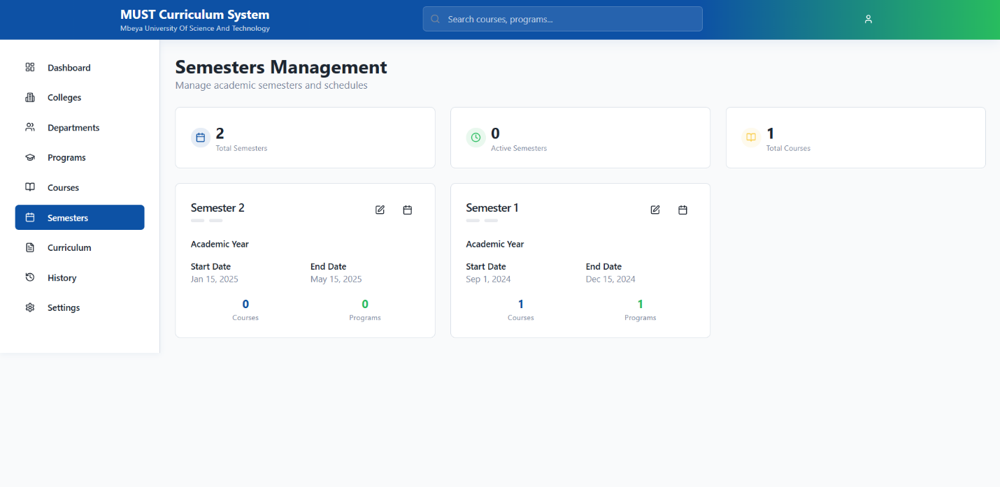 MUST Curriculum System
Mbeya University Of Science And Technology
Search courses, programs...
Dashboard
Colleges
Departments
Programs
Courses
Semesters
Curriculum
History
Settings
Semesters Management
Manage academic semesters and schedules
2
Total Semesters
0
Active Semesters
1
Total Courses
Semester 2
Academic Year
Start Date
Jan 15, 2025
End Date
May 15, 2025
0
Courses
0
Programs
Semester 1
Academic Year
Start Date
Sep 1, 2024
End Date
Dec 15, 2024
1
Courses
1
Programs